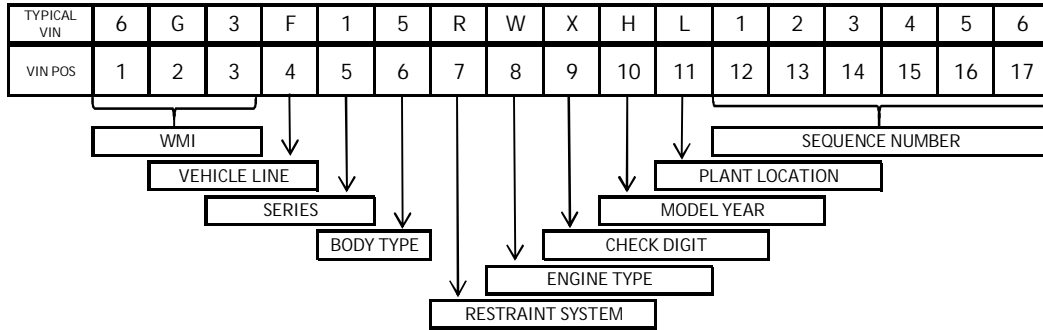 TYPICAL VIN 6 G 3 F 1 5 R W X H L 1 2 3 4 5 6
VIN POS 1 2 3 4 5 6 7 8 9 10 11 12 13 14 15 16 17
WMI SEQUENCE NUMBER
VEHICLE LINE PLANT LOCATION
SERIES MODEL YEAR
BODY TYPE CHECK DIGIT
ENGINE TYPE
RESTRAINT SYSTEM